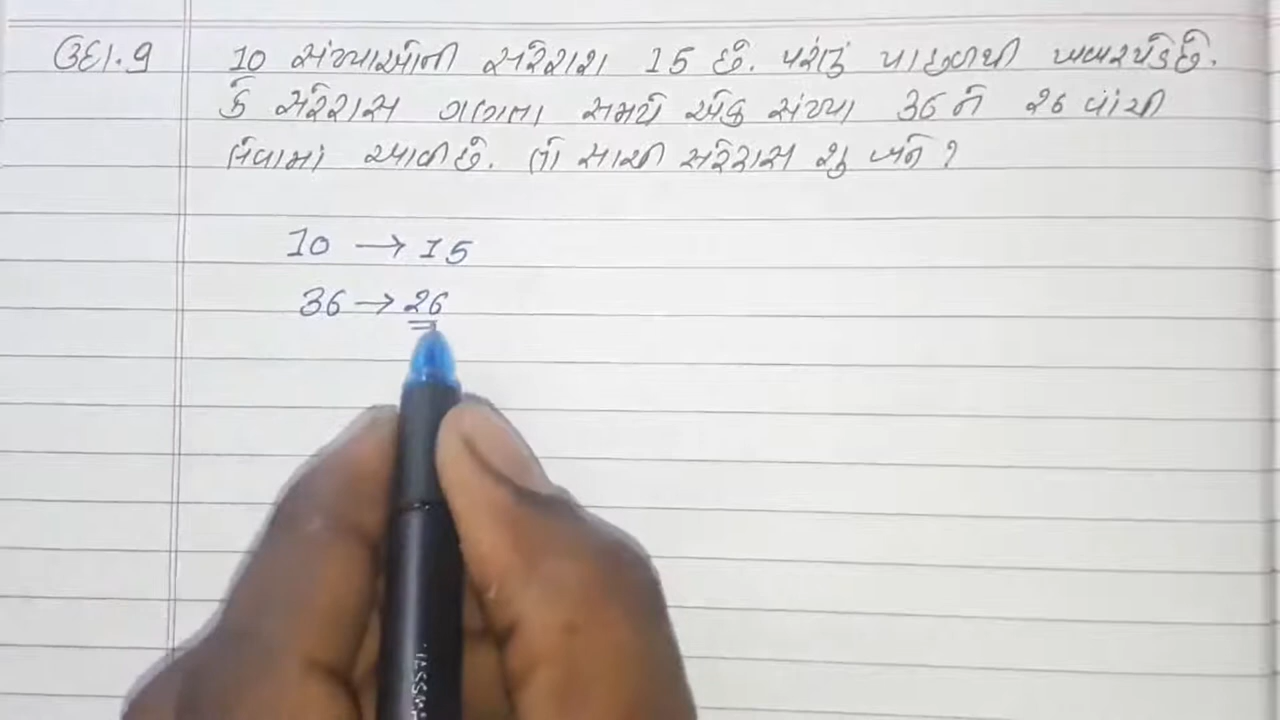 ઉદા.9 10 સંખ્યાઓની સરેરાશ 15 છે. પરંતુ પાછળથી ખબર પડે છે.
કે સરેરાસ ગણતા સમયે એક સંખ્યા 36 ને 26 વાંચી
લેવામાં આવી છે. તો સાચી સરેરાસ શુ બને ?
10 → 15
36 → 26